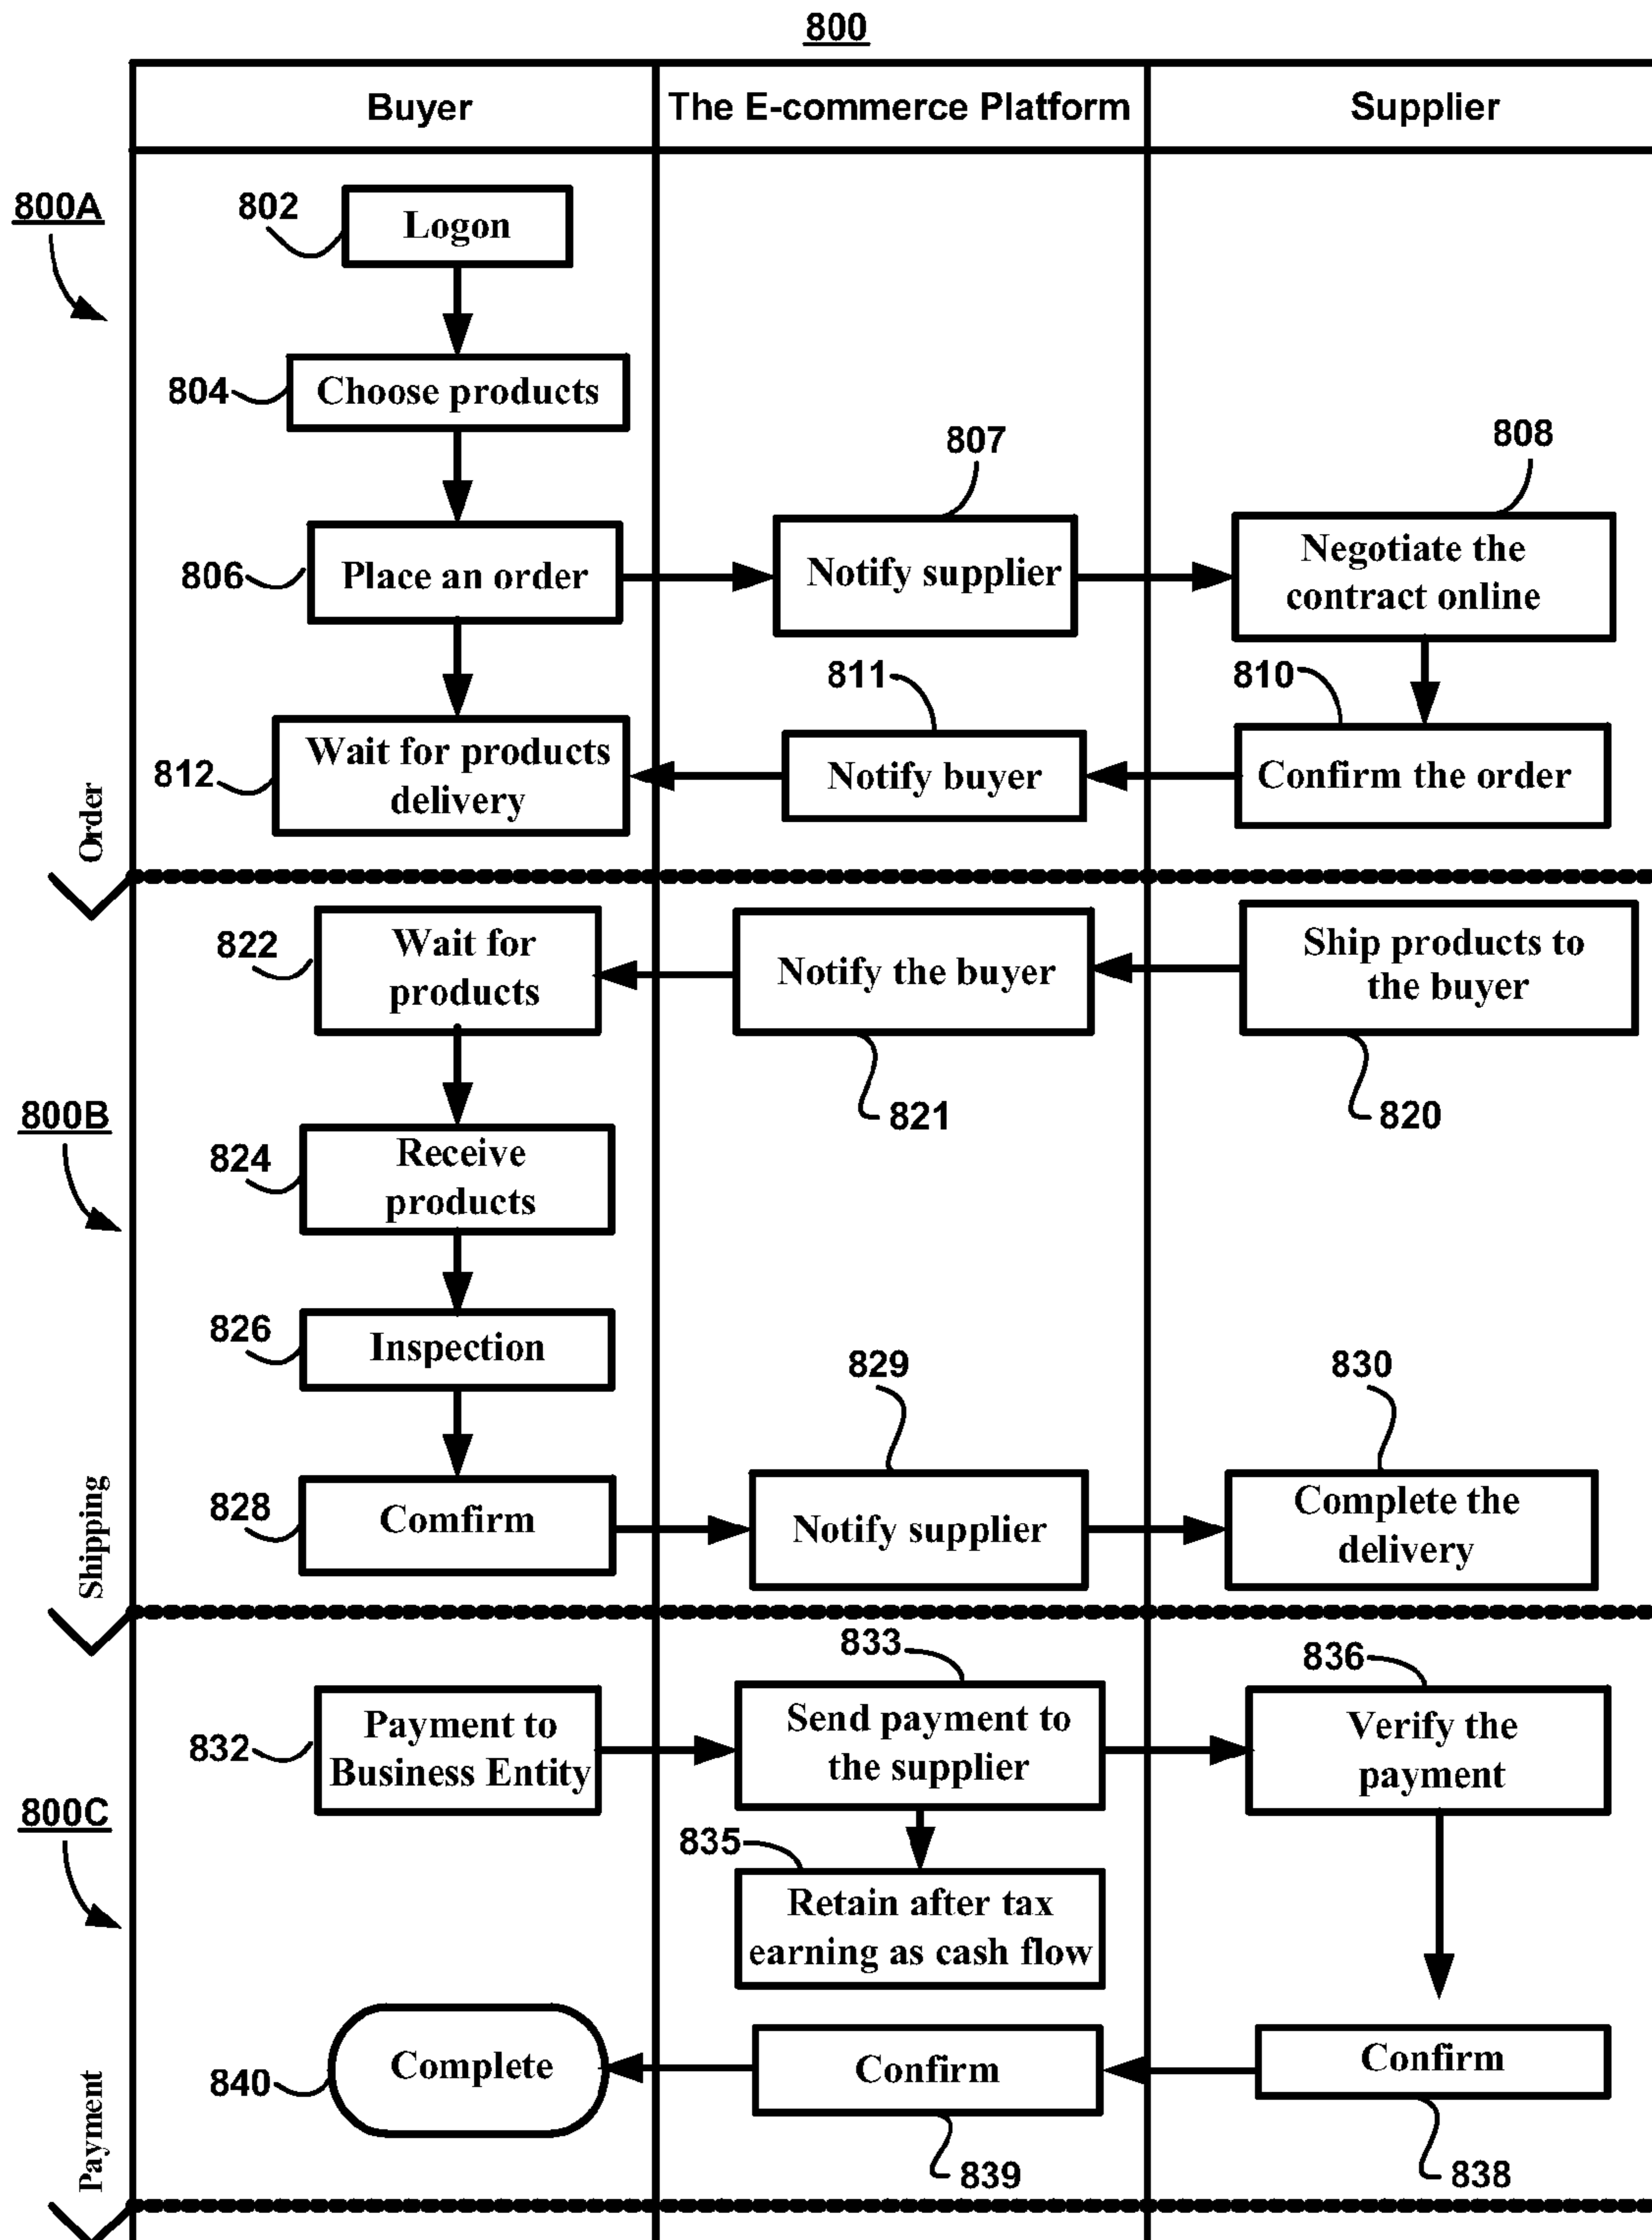 800
Buyer
The E-commerce Platform
Supplier
800A
802
Logon
804
Choose products
807
808
806
Place an order
Notify supplier
Negotiate the
contract online
811
810
812
Wait for products
delivery
Notify buyer
Confirm the order
Order
822
Wait for
products
Notify the buyer
Ship products to
the buyer
821
820
800B
824
Receive
products
826
Inspection
829
830
828
Comfirm
Notify supplier
Complete the
delivery
Shipping
833
836
832
Payment to
Business Entity
Send payment to
the supplier
Verify the
payment
800C
835
Retain after tax
earning as cash flow
840
Complete
Confirm
Confirm
839
838
Payment